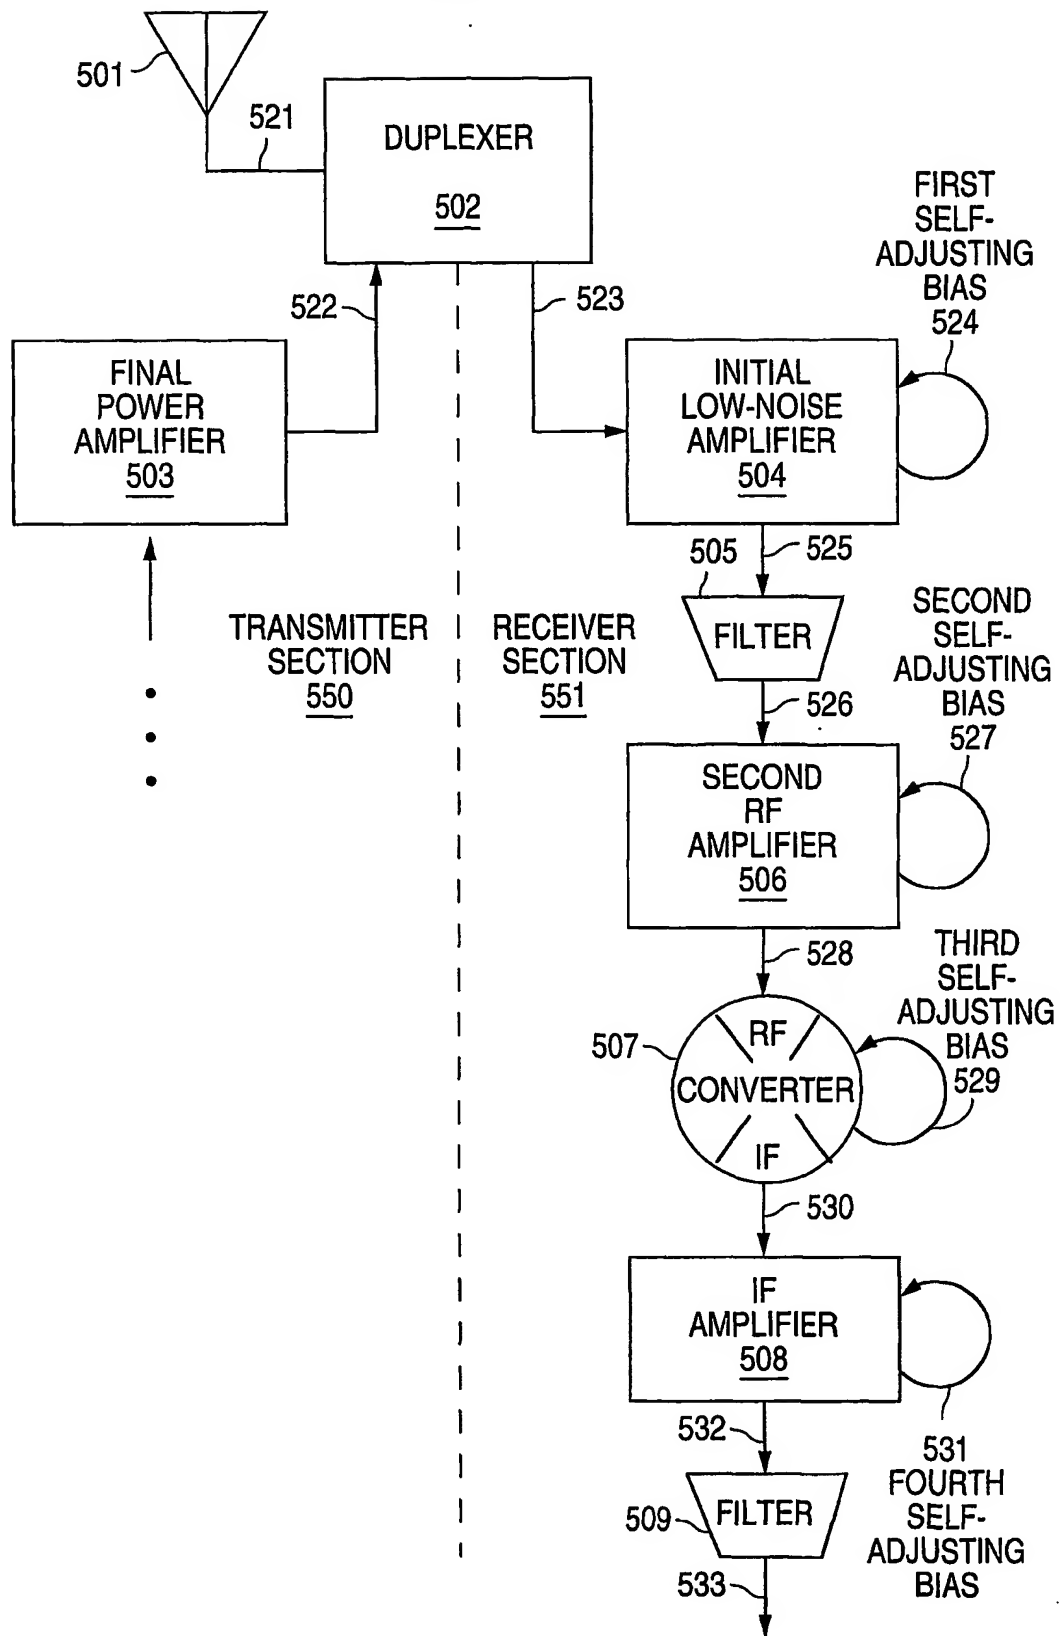 501
521
DUPLEXER
502
522
523
FINAL
POWER
AMPLIFIER
503
FIRST
SELF-
ADJUSTING
BIAS
524
INITIAL
LOW-NOISE
AMPLIFIER
504
525
505
FILTER
526
TRANSMITTER
SECTION
550
RECEIVER
SECTION
551
SECOND
SELF-
ADJUSTING
BIAS
527
SECOND
RF
AMPLIFIER
506
528
THIRD
SELF-
ADJUSTING
BIAS
529
507
RF
CONVERTER
IF
530
IF
AMPLIFIER
508
531
FOURTH
SELF-
ADJUSTING
BIAS
532
509
FILTER
533